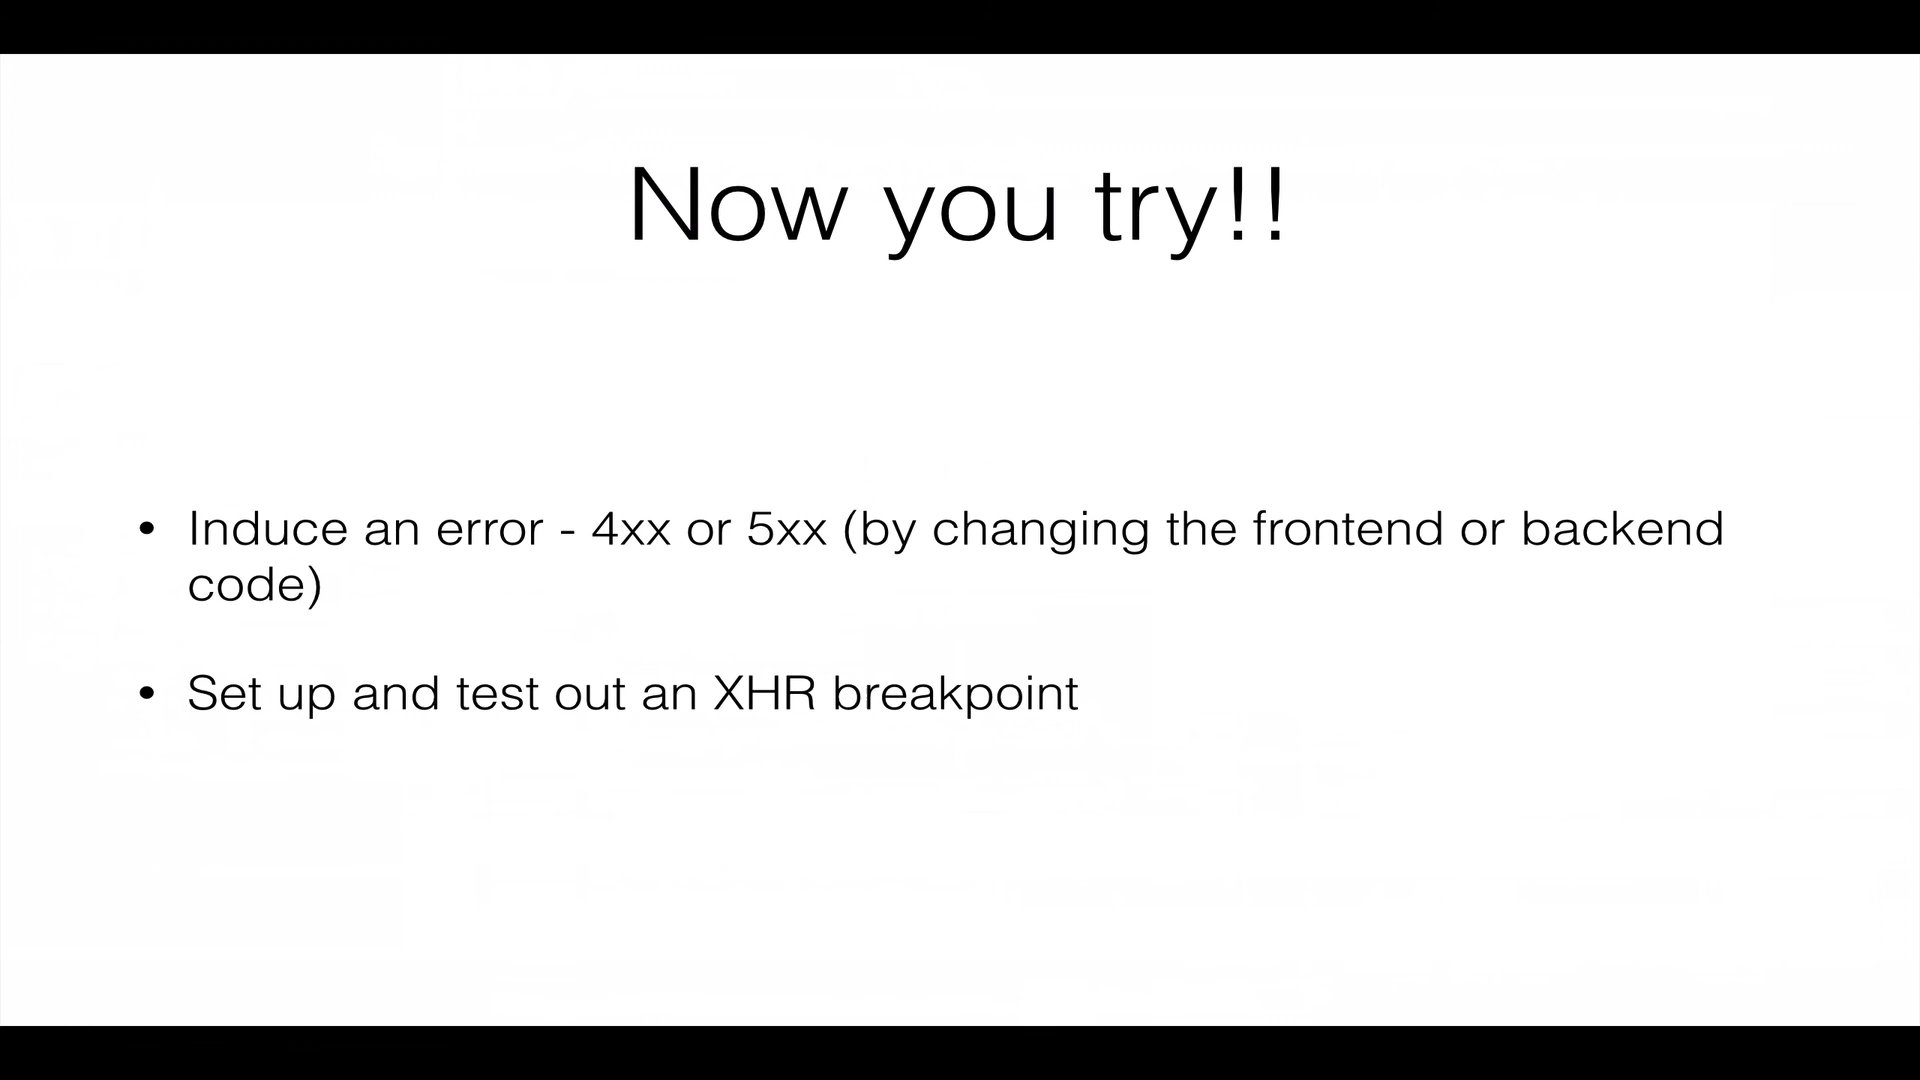 Now you try!!
• Induce an error - 4xx or 5xx (by changing the frontend or backend
code)
• Set up and test out an XHR breakpoint